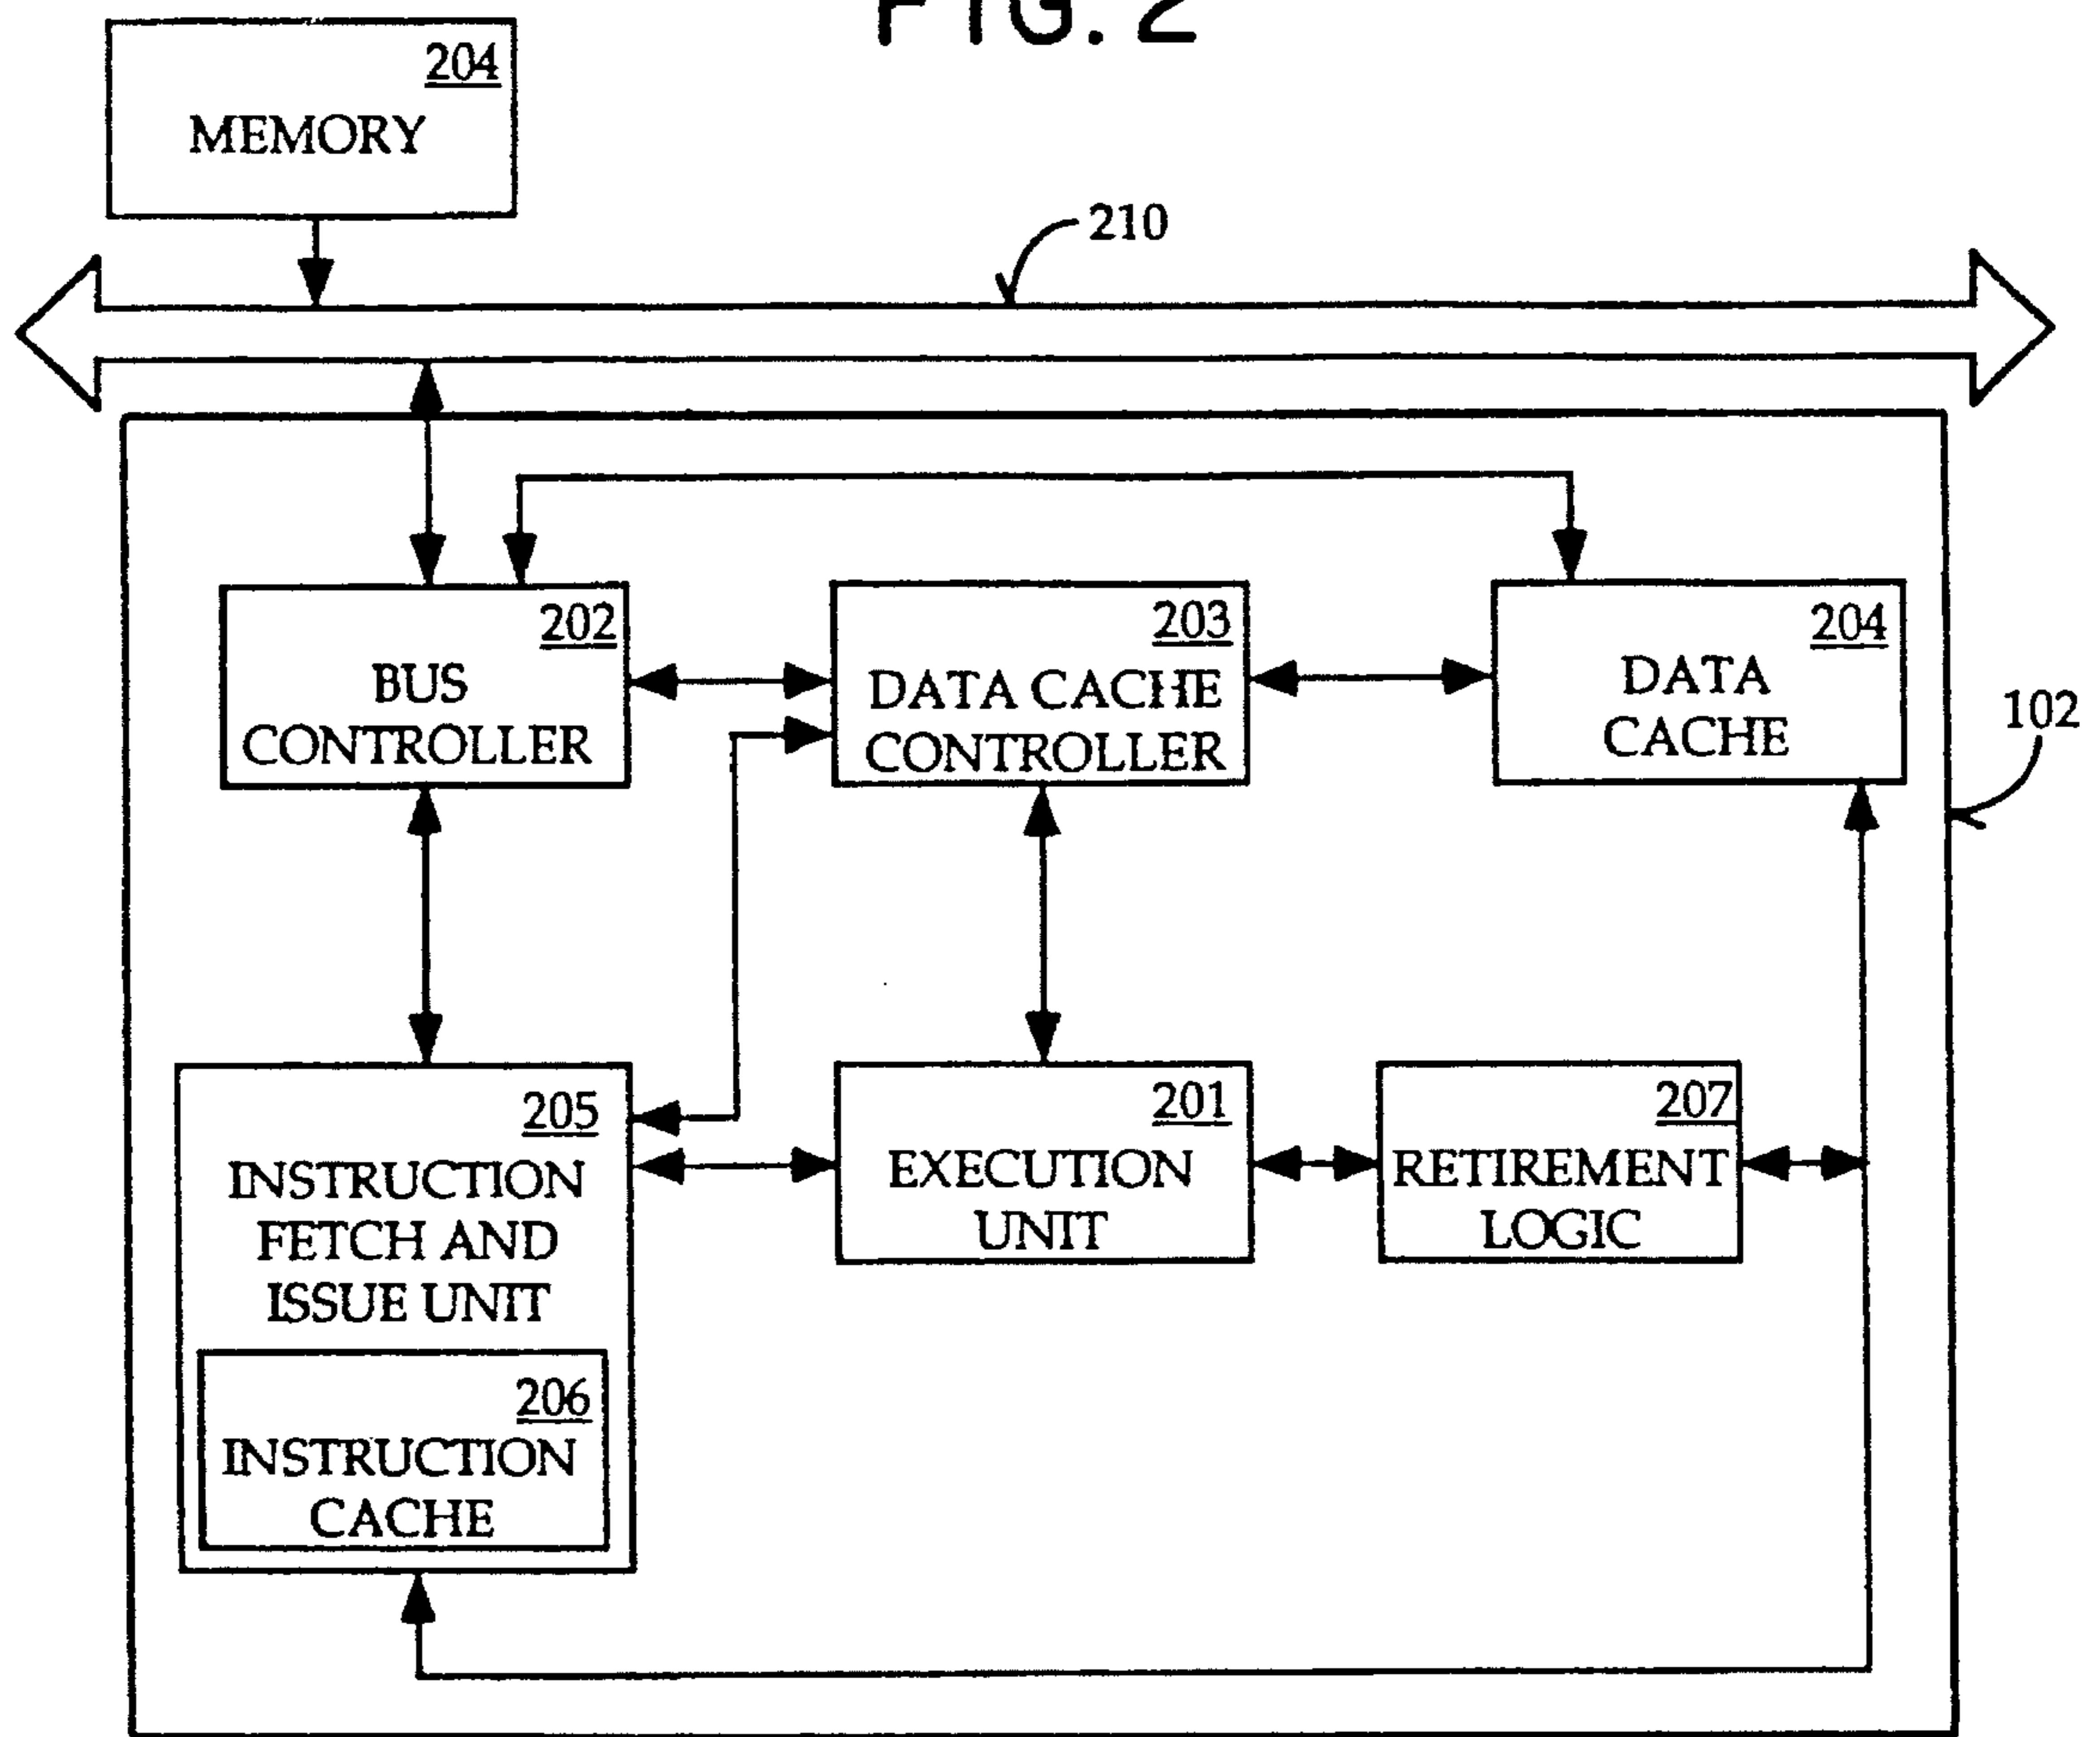 FIG. 2
204
MEMORY
210
202
BUS
CONTROLLER
203
DATA CACHE
CONTROLLER
204
DATA
CACHE
102
205
INSTRUCTION
FETCH AND
ISSUE UNIT
201
EXECUTION
UNIT
207
RETIREMENT
LOGIC
206
INSTRUCTION
CACHE